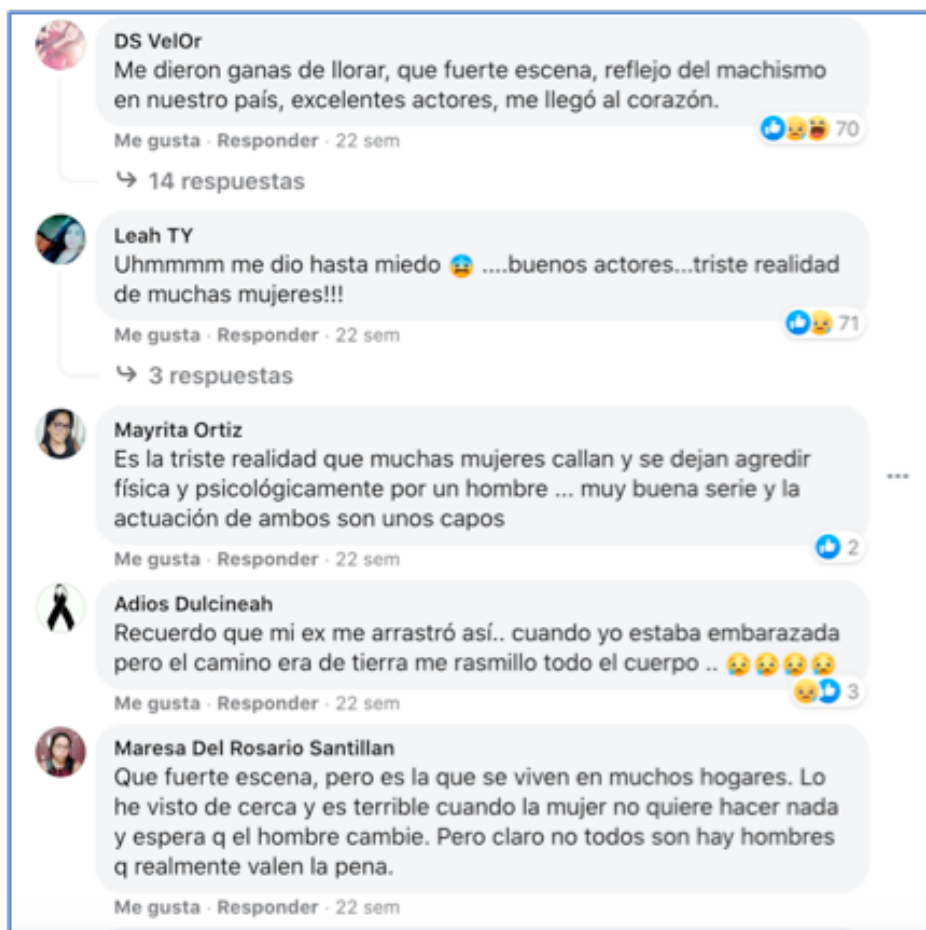 DS VelOr
Me dieron ganas de llorar, que fuerte escena, reflejo del machismo
en nuestro país, excelentes actores, me llegó al corazón.
70
Me gusta · Responder · 22 sem
14 respuestas
Leah TY
Uhmmmm me dio hasta miedo 😨 ....buenos actores...triste realidad
de muchas mujeres!!!
71
Me gusta · Responder · 22 sem
3 respuestas
Mayrita Ortiz
Es la triste realidad que muchas mujeres callan y se dejan agredir
física y psicológicamente por un hombre ... muy buena serie y la
actuación de ambos son unos capos
2
Me gusta · Responder · 22 sem
Adios Dulcineah
Recuerdo que mi ex me arrastró así.. cuando yo estaba embarazada
pero el camino era de tierra me rasmillo todo el cuerpo .. 😢😢😢😢
3
Me gusta · Responder · 22 sem
Maresa Del Rosario Santillan
Que fuerte escena, pero es la que se viven en muchos hogares. Lo
he visto de cerca y es terrible cuando la mujer no quiere hacer nada
y espera q el hombre cambie. Pero claro no todos son hay hombres
q realmente valen la pena.
Me gusta · Responder · 22 sem